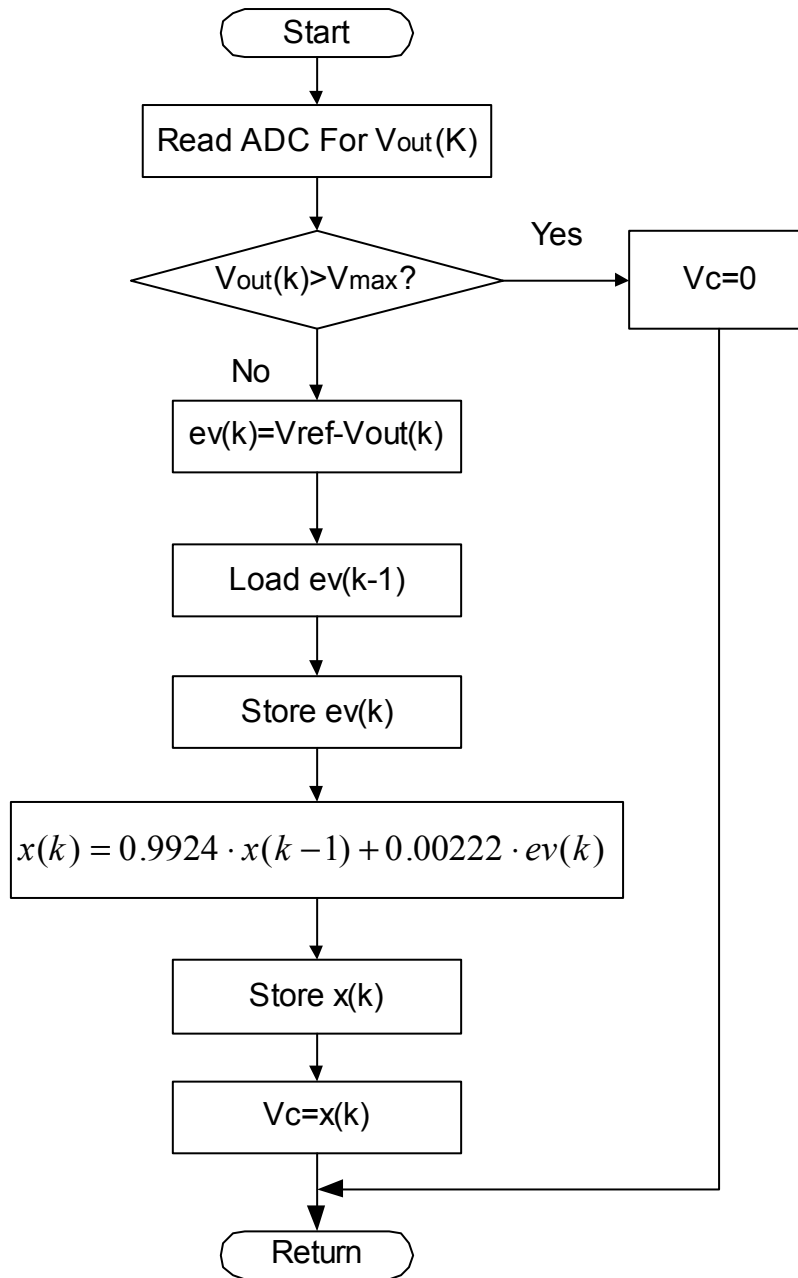 Start
Read ADC For Vout(K)
Vout(k)>Vmax?
Yes
Vc=0
No
ev(k)=Vref-Vout(k)
Load ev(k-1)
Store ev(k)
x(k) = 0.9924 · x(k − 1) + 0.00222 · ev(k)
Store x(k)
Vc=x(k)
Return